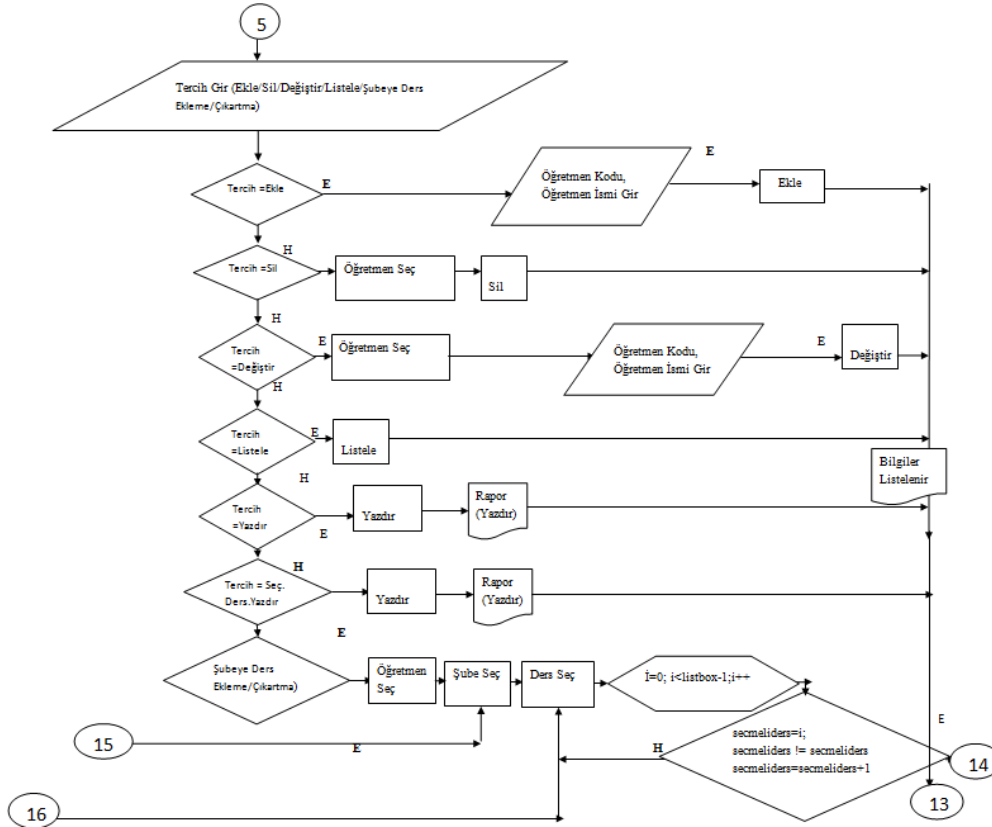 5
Tercih Gir (Ekle/Sil/Değiştir/Listele/Şubeye Ders
Ekleme/Çıkartma)
E
Tercih =Ekle
E
Öğretmen Kodu,
Öğretmen İsmi Gir
Ekle
H
Tercih =Sil
Öğretmen Seç
Sil
H
Tercih
=Değiştir
E
Öğretmen Seç
Öğretmen Kodu,
Öğretmen İsmi Gir
E
Değiştir
H
Tercih
=Listele
E
Listele
Bilgiler
Listelenir
H
Tercih
=Yazdır
E
Yazdır
Rapor
(Yazdır)
H
Tercih = Seç.
Ders.Yazdır
Yazdır
Rapor
(Yazdır)
E
Şubeye Ders
Ekleme/Çıkartma)
Öğretmen
Seç
Şube Seç
Ders Seç
İ=0; i<listbox-1;i++
E
secmeliders=i;
secmeliders != secmeliders
secmeliders=secmeliders+1
H
E
15
14
13
16